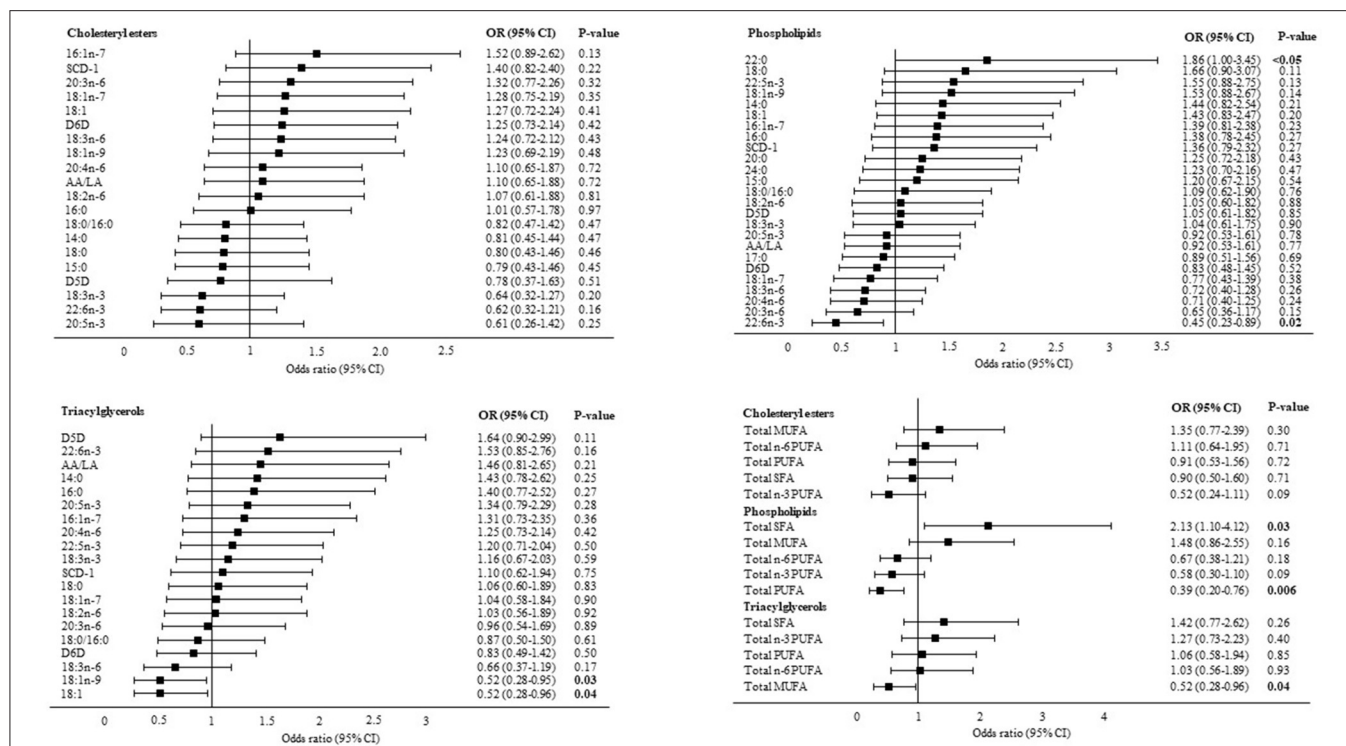 Cholesterylesters OR (95% CI) P-value
16:1n-7 1.52 (0.89-2.62) 0.13
SCD-1 1.40 (0.82-2.40) 0.22
20:3n-6 1.32 (0.77-2.26) 0.32
18:1n-7 1.28 (0.75-2.19) 0.35
18:1 1.27 (0.72-2.24) 0.41
D6D 1.25 (0.73-2.14) 0.42
18:3n-6 1.24 (0.72-2.12) 0.43
18:1n-9 1.23 (0.69-2.19) 0.48
20:4n-6 1.10 (0.65-1.87) 0.72
AA/LA 1.10 (0.65-1.88) 0.72
18:2n-6 1.07 (0.61-1.88) 0.81
16:0 1.01 (0.57-1.78) 0.97
18:0/16:0 0.82 (0.47-1.42) 0.47
14:0 0.81 (0.45-1.44) 0.47
18:0 0.80 (0.43-1.46) 0.46
15:0 0.79 (0.43-1.46) 0.45
D5D 0.78 (0.37-1.63) 0.51
18:3n-3 0.64 (0.32-1.27) 0.20
22:6n-3 0.62 (0.32-1.21) 0.16
20:5n-3 0.61 (0.26-1.42) 0.25
0 0.5 1 1.5 2.0 2.5
Odds ratio (95% CI)
Phospholipids OR (95% CI) P-value
22:0 1.86 (1.00-3.45) <0.05
18:0 1.66 (0.90-3.07) 0.11
22:5n-3 1.55 (0.88-2.75) 0.13
18:1n-9 1.53 (0.88-2.67) 0.14
14:0 1.44 (0.82-2.54) 0.21
18:1 1.43 (0.83-2.47) 0.20
16:1n-7 1.39 (0.81-2.38) 0.23
16:0 1.38 (0.78-2.45) 0.27
SCD-1 1.36 (0.79-2.32) 0.27
20:0 1.25 (0.72-2.18) 0.43
24:0 1.23 (0.70-2.16) 0.47
15:0 1.20 (0.67-2.15) 0.54
18:0/16:0 1.09 (0.62-1.90) 0.76
18:2n-6 1.05 (0.60-1.82) 0.88
D5D 1.05 (0.61-1.82) 0.85
18:3n-3 1.04 (0.61-1.75) 0.90
20:5n-3 0.92 (0.53-1.61) 0.78
AA/LA 0.92 (0.53-1.61) 0.77
17:0 0.89 (0.51-1.56) 0.69
D6D 0.83 (0.48-1.45) 0.52
18:1n-7 0.77 (0.43-1.39) 0.38
18:3n-6 0.72 (0.40-1.28) 0.26
20:4n-6 0.71 (0.40-1.25) 0.24
20:3n-6 0.65 (0.36-1.17) 0.15
22:6n-3 0.45 (0.23-0.89) 0.02
0 0.5 1 1.5 2 2.5 3 3.5
Odds ratio (95% CI)
Triacylglycerols OR (95% CI) P-value
D5D 1.64 (0.90-2.99) 0.11
22:6n-3 1.53 (0.85-2.76) 0.16
AA/LA 1.46 (0.81-2.65) 0.21
14:0 1.43 (0.78-2.62) 0.25
16:0 1.40 (0.77-2.52) 0.27
20:5n-3 1.34 (0.79-2.29) 0.28
16:1n-7 1.31 (0.73-2.35) 0.36
20:4n-6 1.25 (0.73-2.14) 0.42
22:5n-3 1.20 (0.71-2.04) 0.50
18:3n-3 1.16 (0.67-2.03) 0.59
SCD-1 1.10 (0.62-1.94) 0.75
18:0 1.06 (0.60-1.89) 0.83
18:1n-7 1.04 (0.58-1.84) 0.90
18:2n-6 1.03 (0.56-1.89) 0.92
20:3n-6 0.96 (0.54-1.69) 0.89
18:0/16:0 0.87 (0.50-1.50) 0.61
D6D 0.83 (0.49-1.42) 0.50
18:3n-6 0.66 (0.37-1.19) 0.17
18:1n-9 0.52 (0.28-0.95) 0.03
18:1 0.52 (0.28-0.96) 0.04
0 0.5 1 1.5 2 2.5 3
Odds ratio (95% CI)
OR (95% CI) P-value
Cholesteryl esters
Total MUFA 1.35 (0.77-2.39) 0.30
Total n-6 PUFA 1.11 (0.64-1.95) 0.71
Total PUFA 0.91 (0.53-1.56) 0.72
Total SFA 0.90 (0.50-1.60) 0.71
Total n-3 PUFA 0.52 (0.24-1.11) 0.09
Phospholipids
Total SFA 2.13 (1.10-4.12) 0.03
Total MUFA 1.48 (0.86-2.55) 0.16
Total n-6 PUFA 0.67 (0.38-1.21) 0.18
Total n-3 PUFA 0.58 (0.30-1.10) 0.09
Total PUFA 0.39 (0.20-0.76) 0.006
Triacylglycerols
Total SFA 1.42 (0.77-2.62) 0.26
Total n-3 PUFA 1.27 (0.73-2.23) 0.40
Total PUFA 1.06 (0.58-1.94) 0.85
Total n-6 PUFA 1.03 (0.56-1.89) 0.93
Total MUFA 0.52 (0.28-0.96) 0.04
0 1 2 3 4
Odds ratio (95% CI)